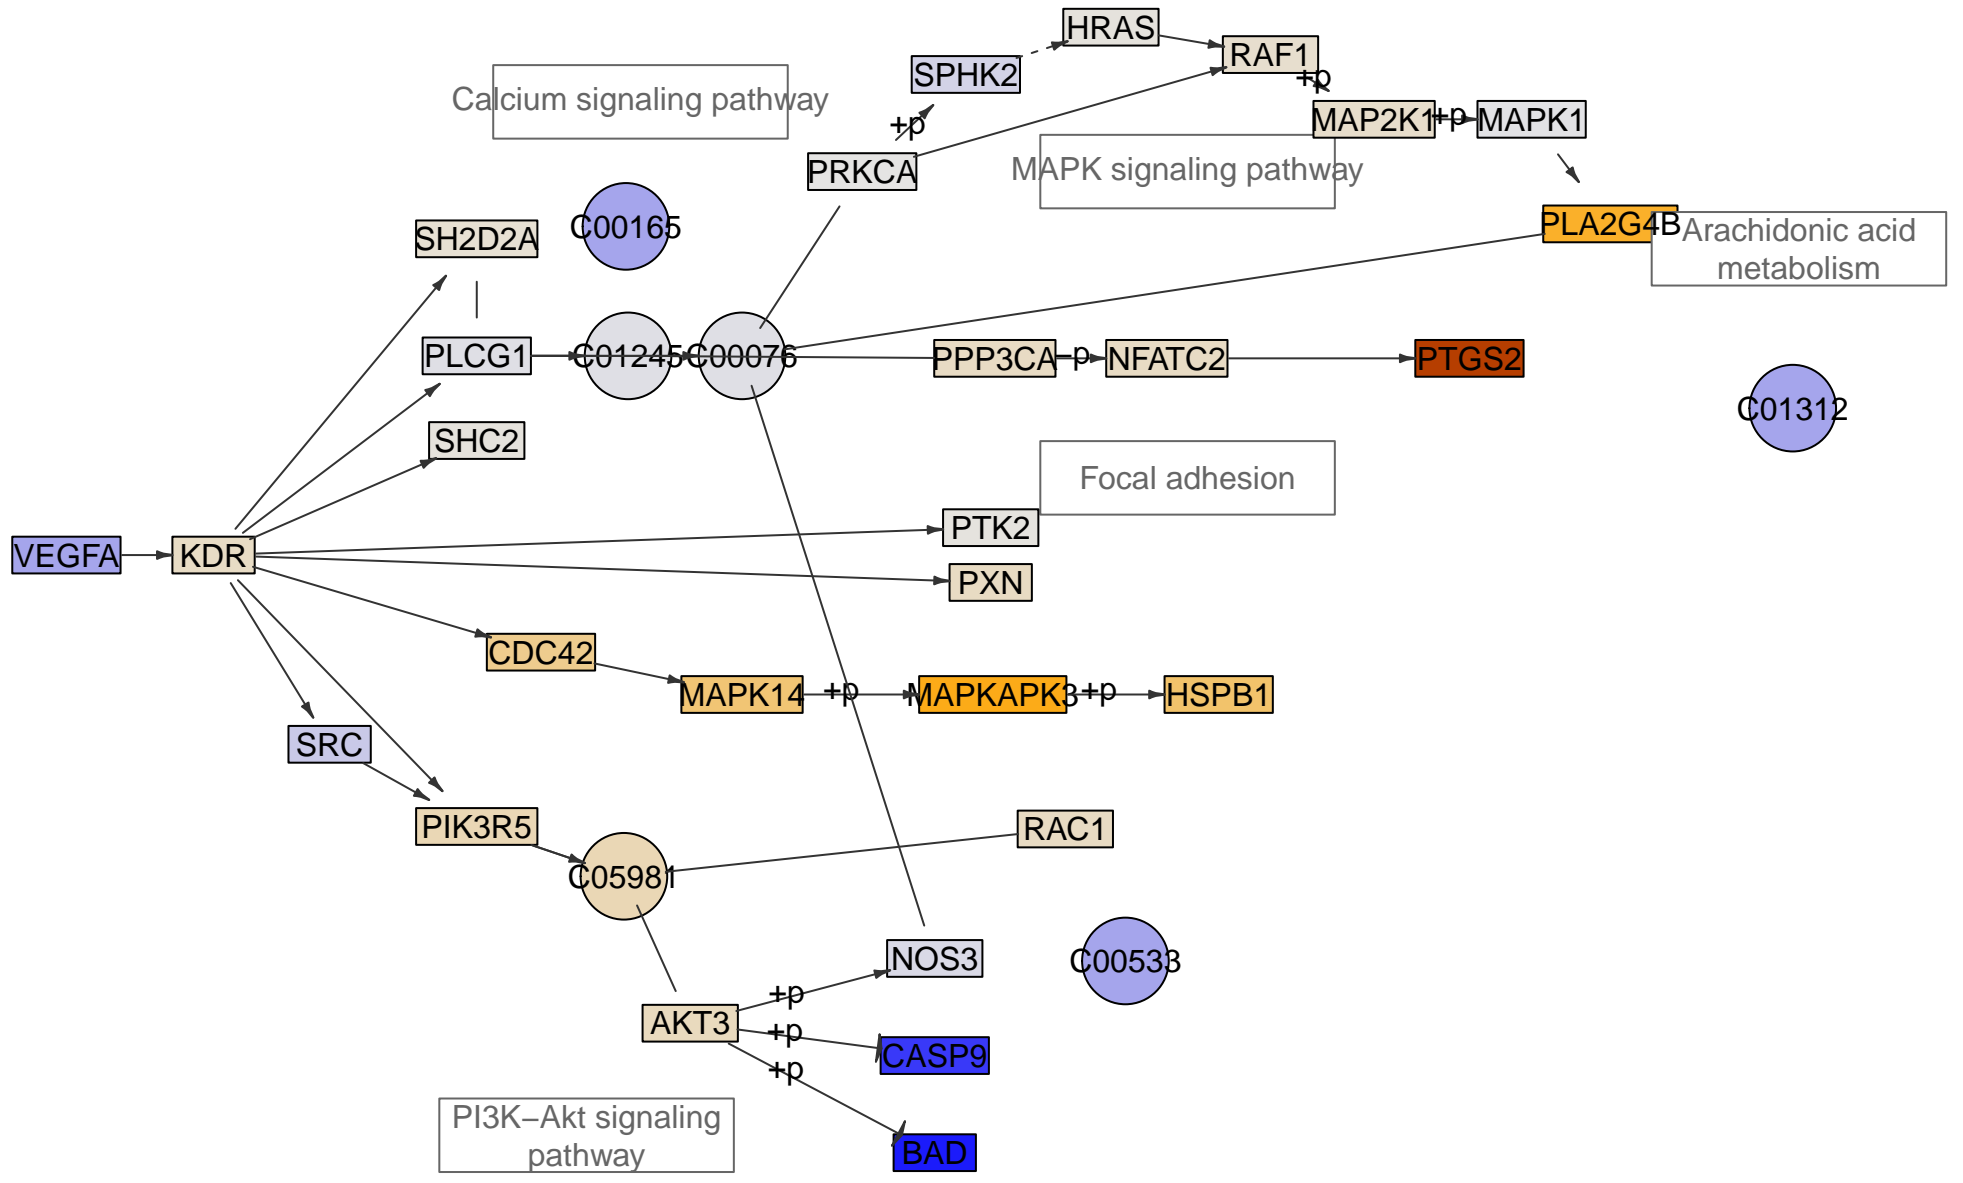 HRAS
RAF1
+p
SPHK2
Calcium signaling pathway
+p
MAP2K1
+p
MAPK1
PRKCA
MAPK signaling pathway
SH2D2A
C00165
PLA2G4B
Arachidonic acid
metabolism
PLCG1
C01245
C00076
PPP3CA
−p
NFATC2
PTGS2
C01312
SHC2
Focal adhesion
PTK2
VEGFA
KDR
PXN
CDC42
MAPK14
+p
MAPKAPK3
+p
HSPB1
SRC
PIK3R5
RAC1
C05981
NOS3
C00533
+p
AKT3
+p
CASP9
+p
PI3K−Akt signaling
pathway
BAD